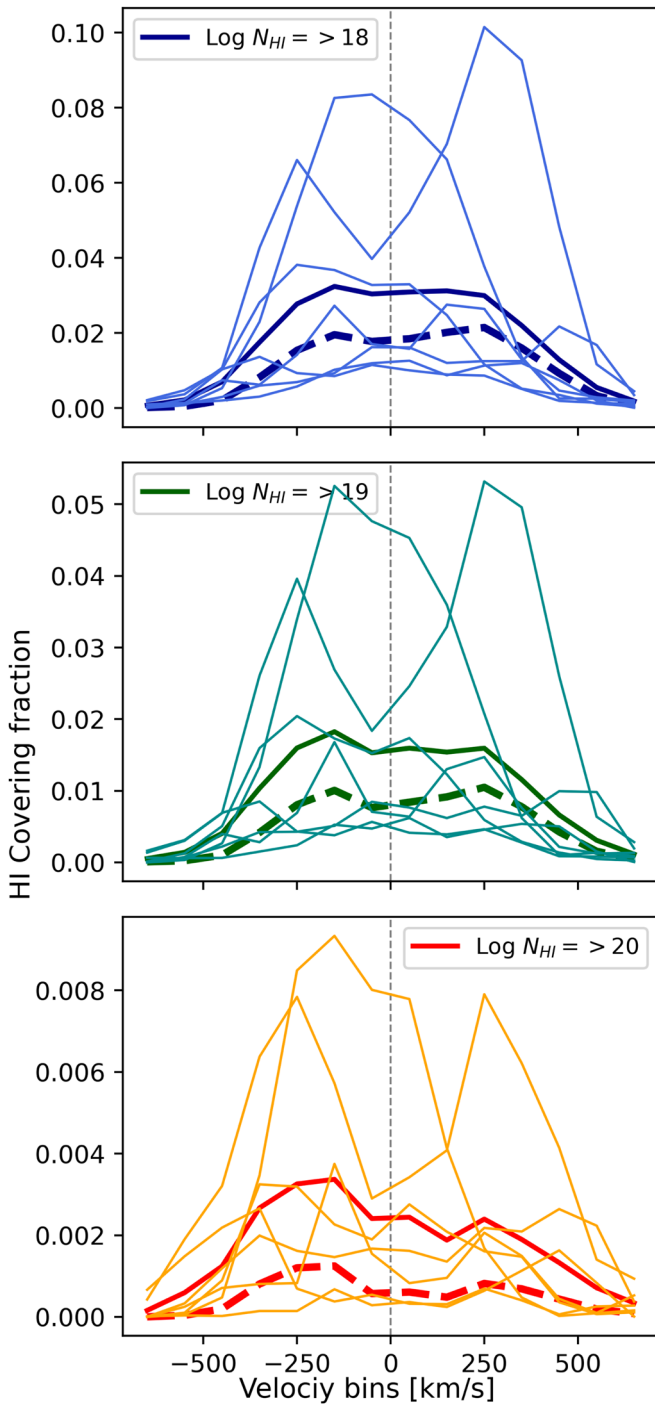 0.10
Log N_HI = > 18
0.08
0.06
0.04
0.02
0.00
0.05
Log N_HI = > 19
0.04
0.03
0.02
0.01
0.00
HI Covering fraction
Log N_HI = > 20
0.008
0.006
0.004
0.002
0.000
−500 −250 0 250 500
Velociy bins [km/s]